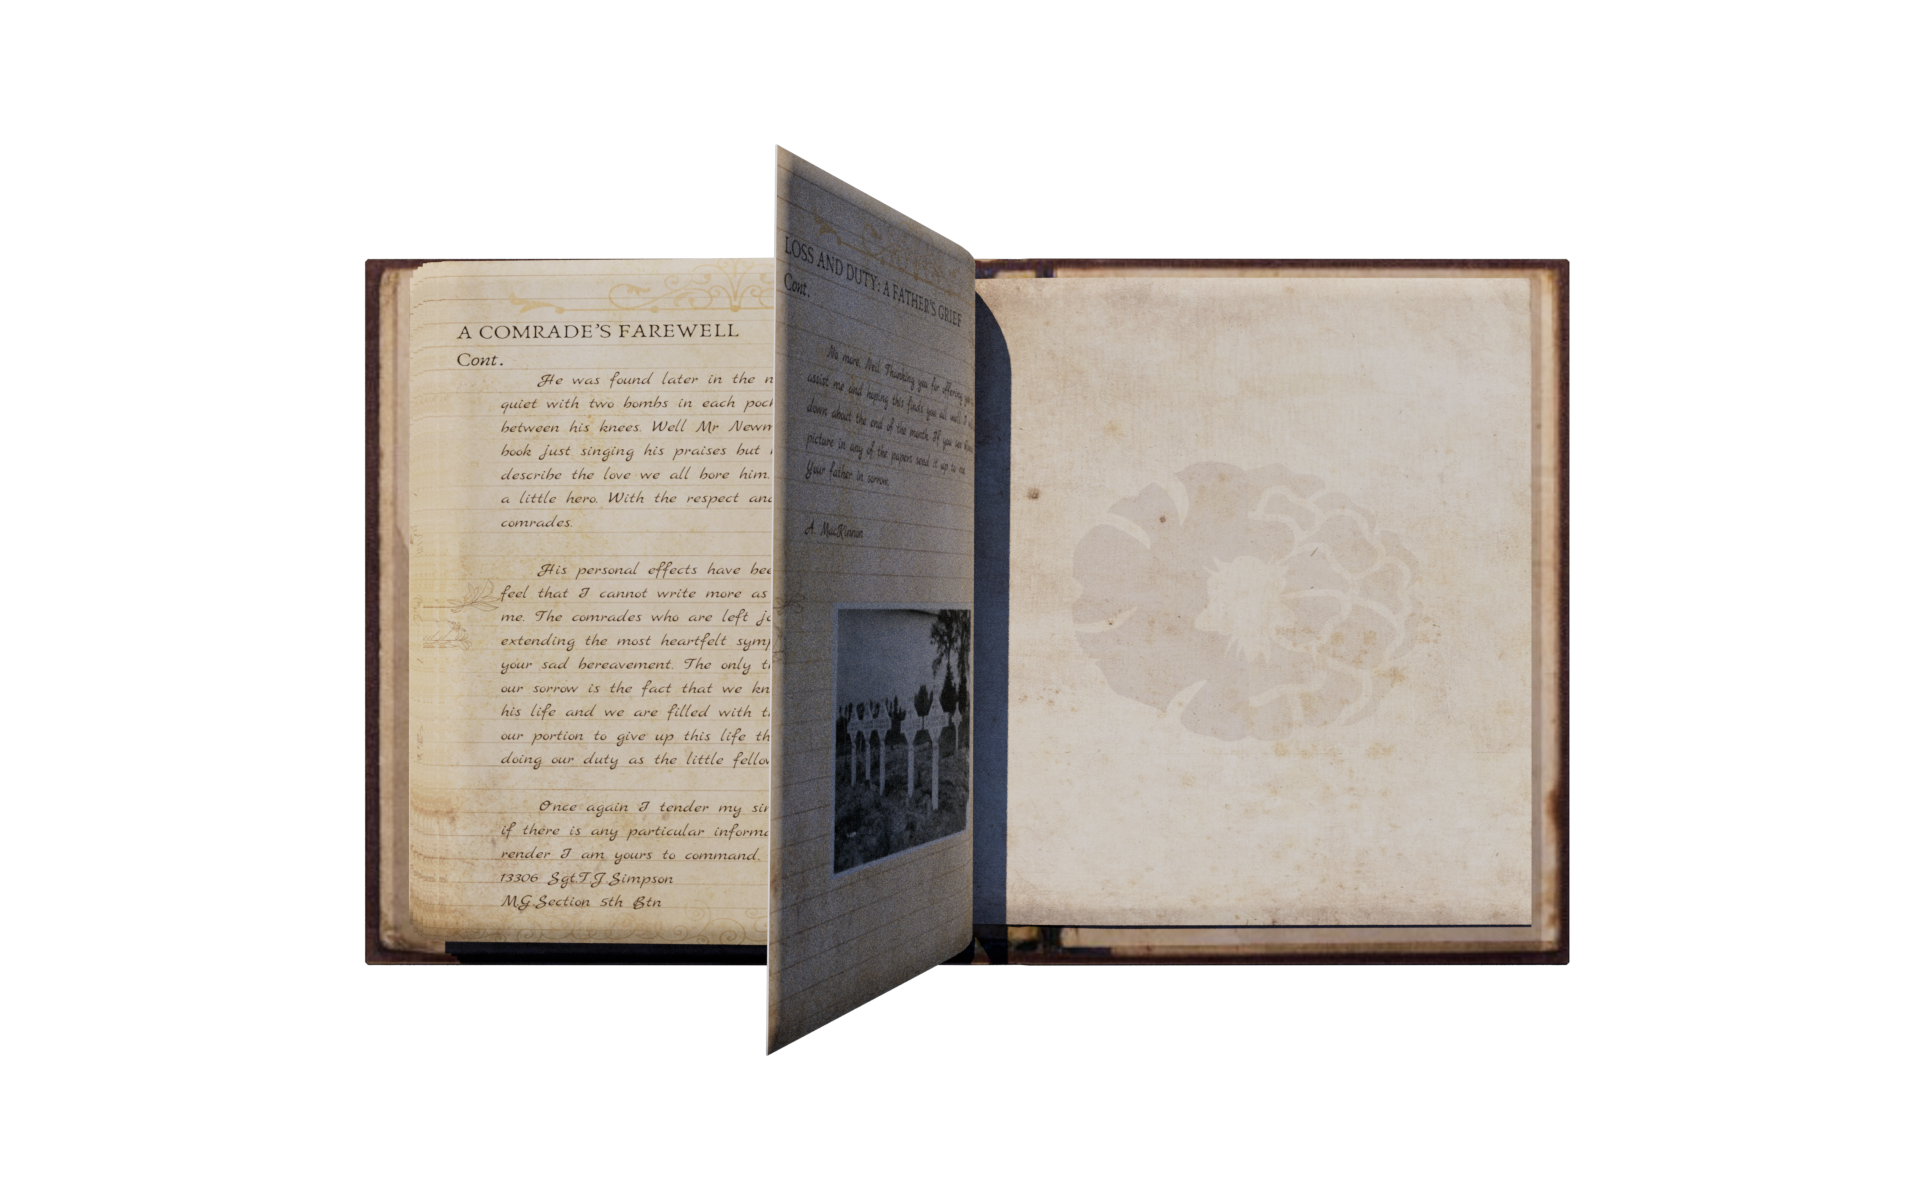 A COMRADE'S FAREWELL
Cont.
He was found later in the
quiet with two bombs in each
between his knees. Well Mr
book just singing his praises but
describe the love we all bore him.
a little hero. With the respect and
comrades.
His personal effects have
feel that I cannot write more as
me. The comrades who are left
extending the most heartfelt
your sad bereavement. The only
our sorrow is the fact that we
his life and we are filled with
our portion to give up this life
doing our duty as the little
Once again I tender my
if there is any particular
render I am yours to command.
13306 Sgt.T.J.Simpson
M.G.Section 5th Btn
LOSS AND DUTY: A FATHER'S GRIEF
Cont.
No more, Neil. Thanking you for offering
assist me and hoping this finds you all well. I
down about the end of the month. If you see
picture in any of the papers send it up to me.
Your father in sorrow,
A. MacKinnon